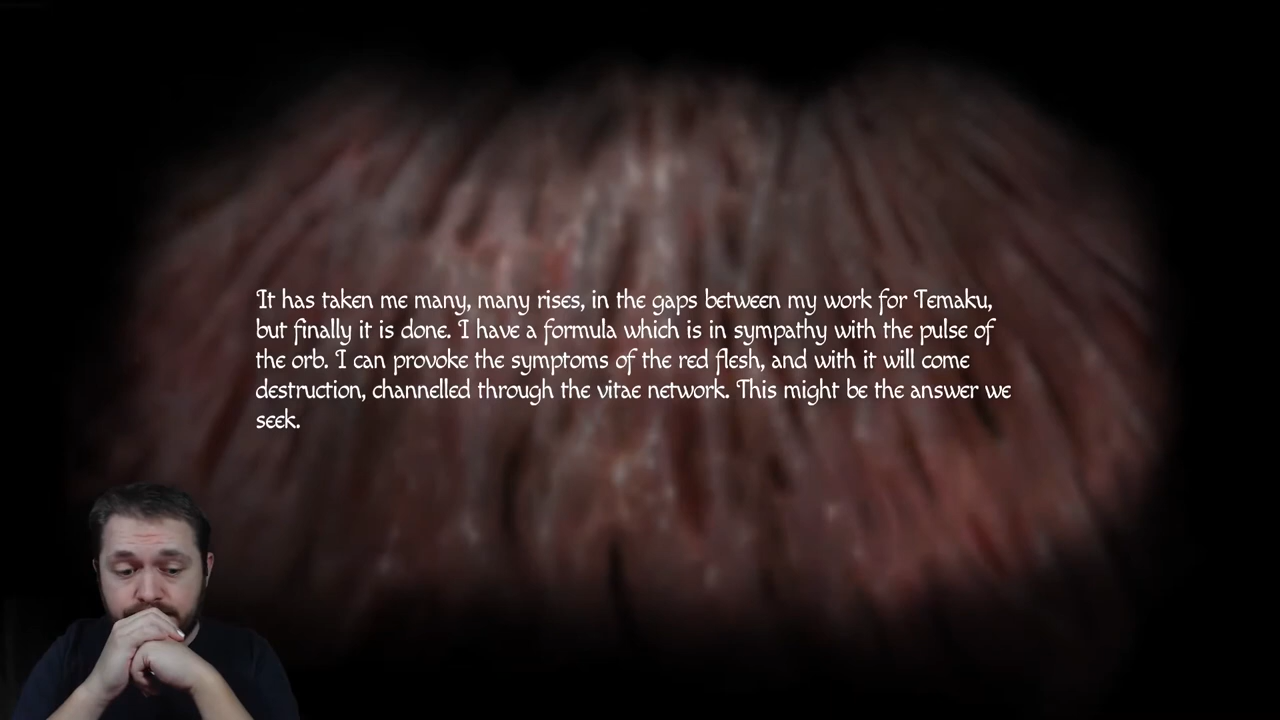 It has taken me many, many rises, in the gaps between my work for Temaku,
but finally it is done. I have a formula which is in sympathy with the pulse of
the orb. I can provoke the symptoms of the red flesh, and with it will come
destruction, channelled through the vitae network. This might be the answer we
seek.